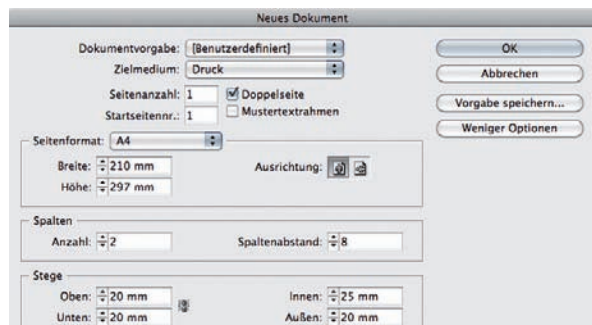 Neues Dokument
Dokumentvorgabe: [Benutzerdefiniert]
OK
Zielmedium: Druck
Abbrechen
Seitenanzahl: 1 Doppelseite
Vorgabe speichern...
Startseitennr.: 1 Mustertextrahmen
Weniger Optionen
Seitenformat: A4
Breite: 210 mm Ausrichtung:
Höhe: 297 mm
Spalten
Anzahl: 2 Spaltenabstand: 8
Stege
Oben: 20 mm Innen: 25 mm
Unten: 20 mm Außen: 20 mm